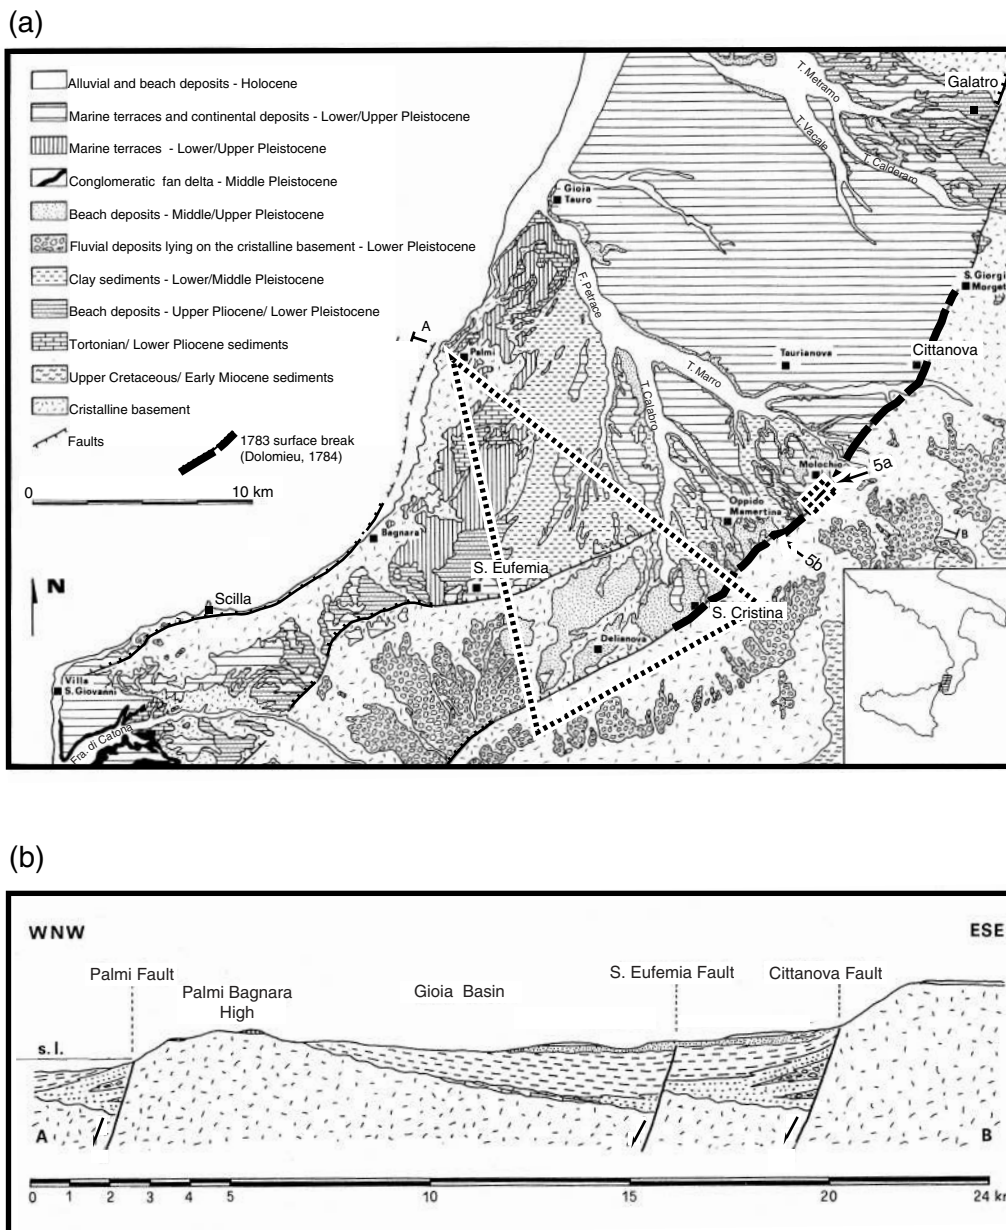 (a)
Alluvial and beach deposits - Holocene
Marine terraces and continental deposits - Lower/Upper Pleistocene
Marine terraces - Lower/Upper Pleistocene
Conglomeratic fan delta - Middle Pleistocene
Beach deposits - Middle/Upper Pleistocene
Fluvial deposits lying on the cristalline basement - Lower Pleistocene
Clay sediments - Lower/Middle Pleistocene
Beach deposits - Upper Pliocene/ Lower Pleistocene
Tortonian/ Lower Pliocene sediments
Upper Cretaceous/ Early Miocene sediments
Cristalline basement
Faults
1783 surface break
(Dolomieu, 1784)
0 10 km
N
T. Metramo
Galatro
T. Vacale
T. Calderaro
Gioia
Tauro
F. Petrace
S. Giorgi
Morget
A
Palmi
Taurianova
Cittanova
T. Marro
T. Calabro
Molochio
5a
Oppido
Mamertina
B
Bagnara
5b
S. Eufemia
Scilla
S. Cristina
Delianova
Villa
S. Giovanni
Fra. di Catona
(b)
WNW ESE
Palmi Fault
Palmi Bagnara
High
Gioia Basin
S. Eufemia Fault
Cittanova Fault
s.l.
A B
0 1 2 3 4 5 10 15 20 24 km